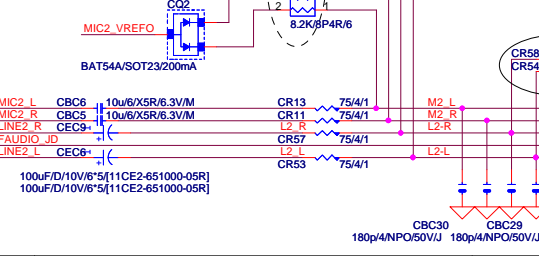 CQ2
2 1
8.2K/8P4R/6
MIC2_VREFO
BAT54A/SOT23/200mA
CR58
CR54
MIC2_L CBC6 10u/6/X5R/6.3V/M CR13 75/4/1 M2_L
MIC2_R CBC5 10u/6/X5R/6.3V/M CR11 75/4/1 M2_R
LINE2_R CEC9 L2_R 75/4/1 L2-R
FAUDIO_JD CR57
LINE2_L CEC6 L2_L L2-L
CR53 75/4/1
100uF/D/10V/6*5/[11CE2-651000-05R]
100uF/D/10V/6*5/[11CE2-651000-05R]
CBC30 CBC29
180p/4/NPO/50V/J 180p/4/NPO/50V/J